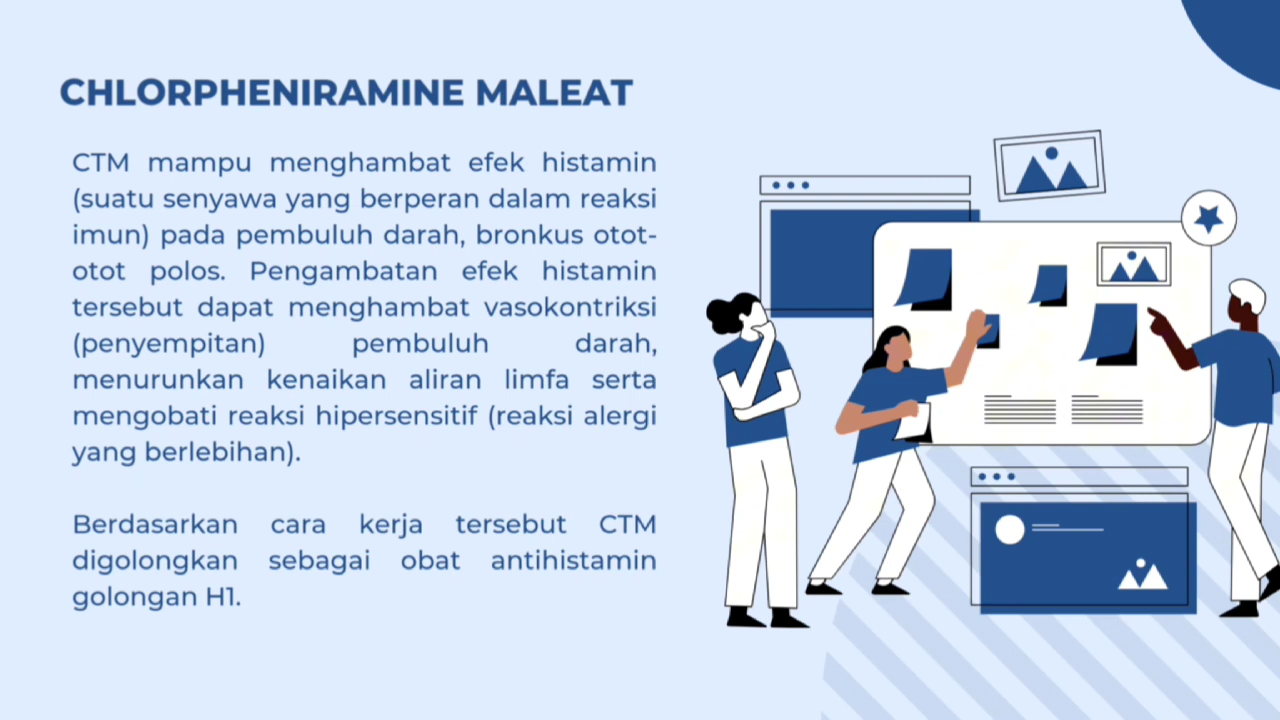 CHLORPHENIRAMINE MALEAT
CTM mampu menghambat efek histamin
(suatu senyawa yang berperan dalam reaksi
imun) pada pembuluh darah, bronkus otot-
otot polos. Pengambatan efek histamin
tersebut dapat menghambat vasokontriksi
(penyempitan) pembuluh darah,
menurunkan kenaikan aliran limfa serta
mengobati reaksi hipersensitif (reaksi alergi
yang berlebihan).
Berdasarkan cara kerja tersebut CTM
digolongkan sebagai obat antihistamin
golongan H1.